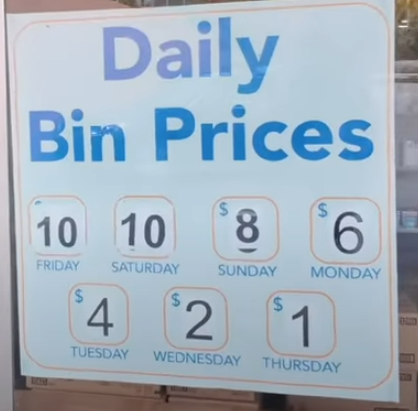 Daily
Bin Prices
10 10 $8 $6
FRIDAY SATURDAY SUNDAY MONDAY
$4 $2 $1
TUESDAY WEDNESDAY THURSDAY